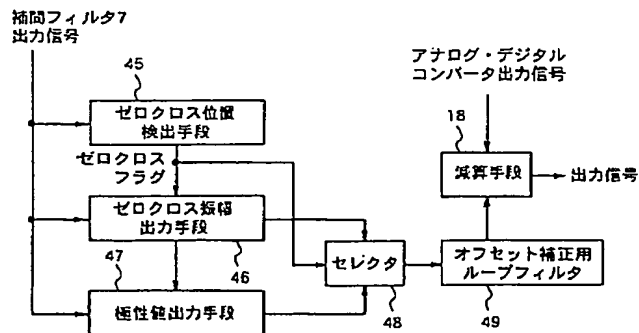 補間フィルタ7
出力信号
45
ゼロクロス位置
検出手段
ゼロクロス
フラグ
ゼロクロス振幅
出力手段
46
47
極性値出力手段
セレクタ
48
アナログ・デジタル
コンバータ出力信号
18
減算手段
出力信号
オフセット補正用
ループフィルタ
49